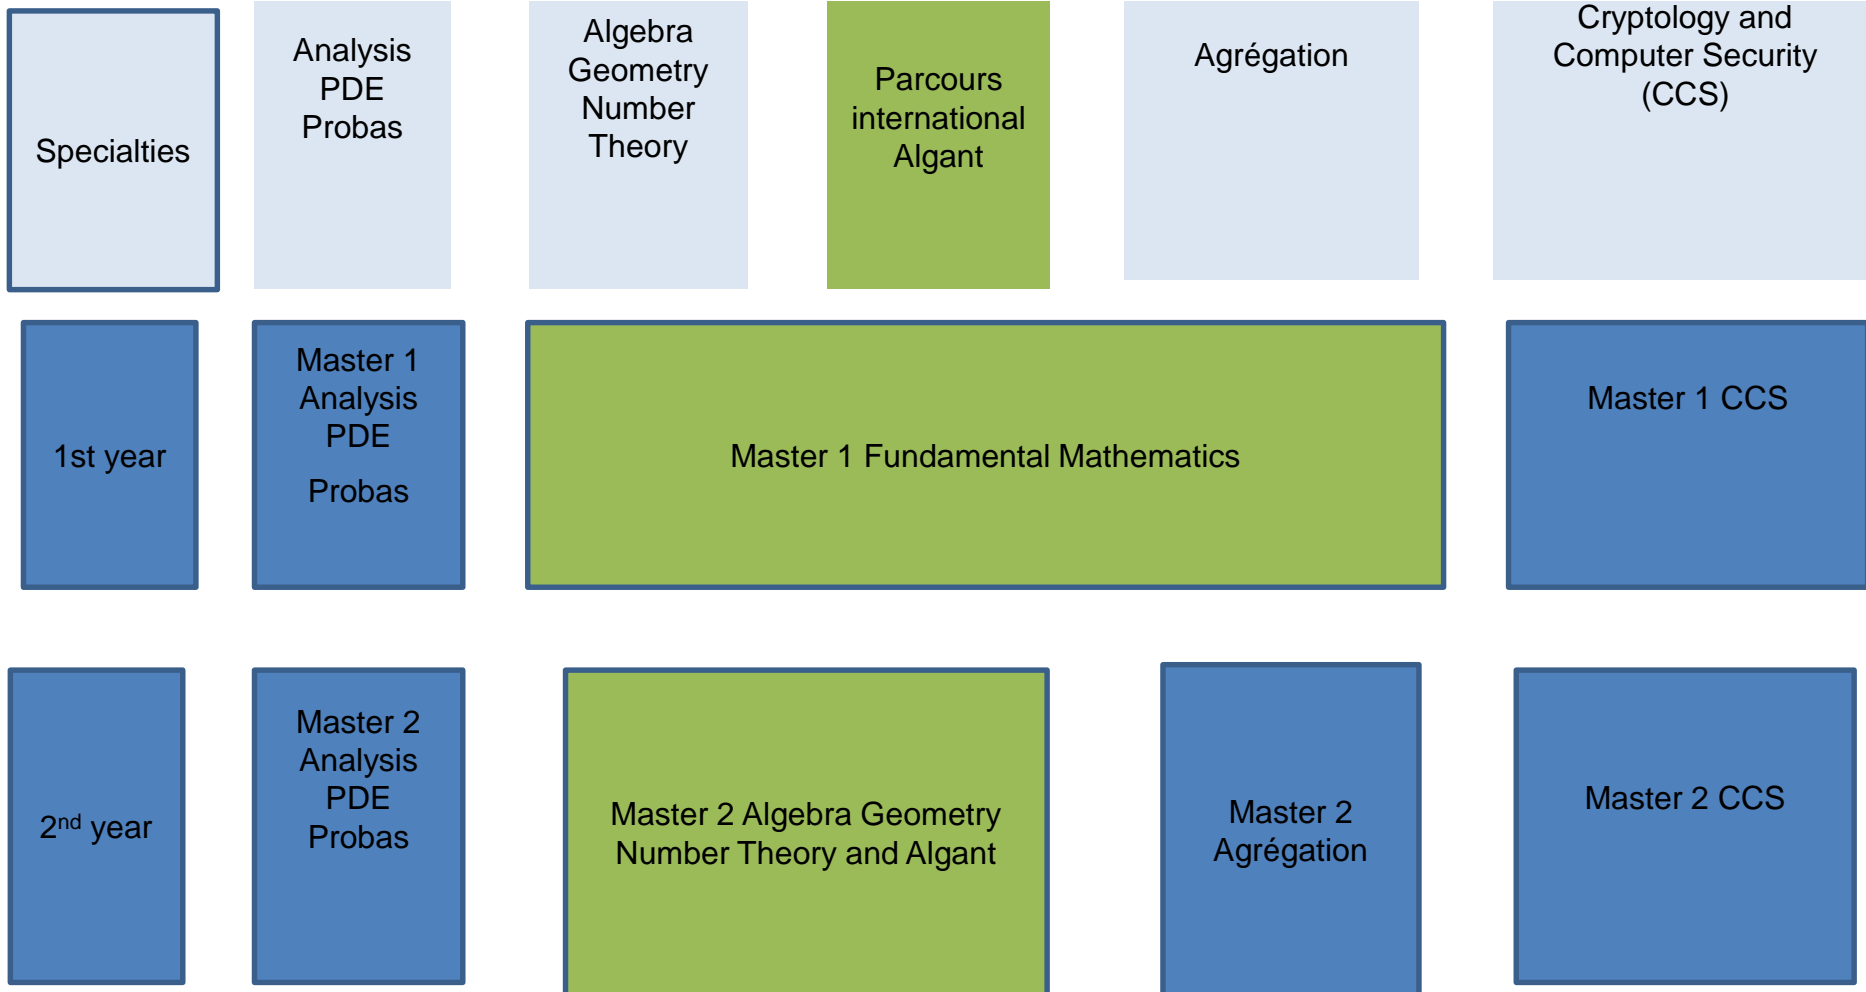 Specialties
Analysis
PDE
Probas
Algebra
Geometry
Number
Theory
Parcours
international
Algant
Agrégation
Cryptology and
Computer Security
(CCS)
1st year
Master 1
Analysis
PDE
Probas
Master 1 Fundamental Mathematics
Master 1 CCS
2nd year
Master 2
Analysis
PDE
Probas
Master 2 Algebra Geometry
Number Theory and Algant
Master 2
Agrégation
Master 2 CCS